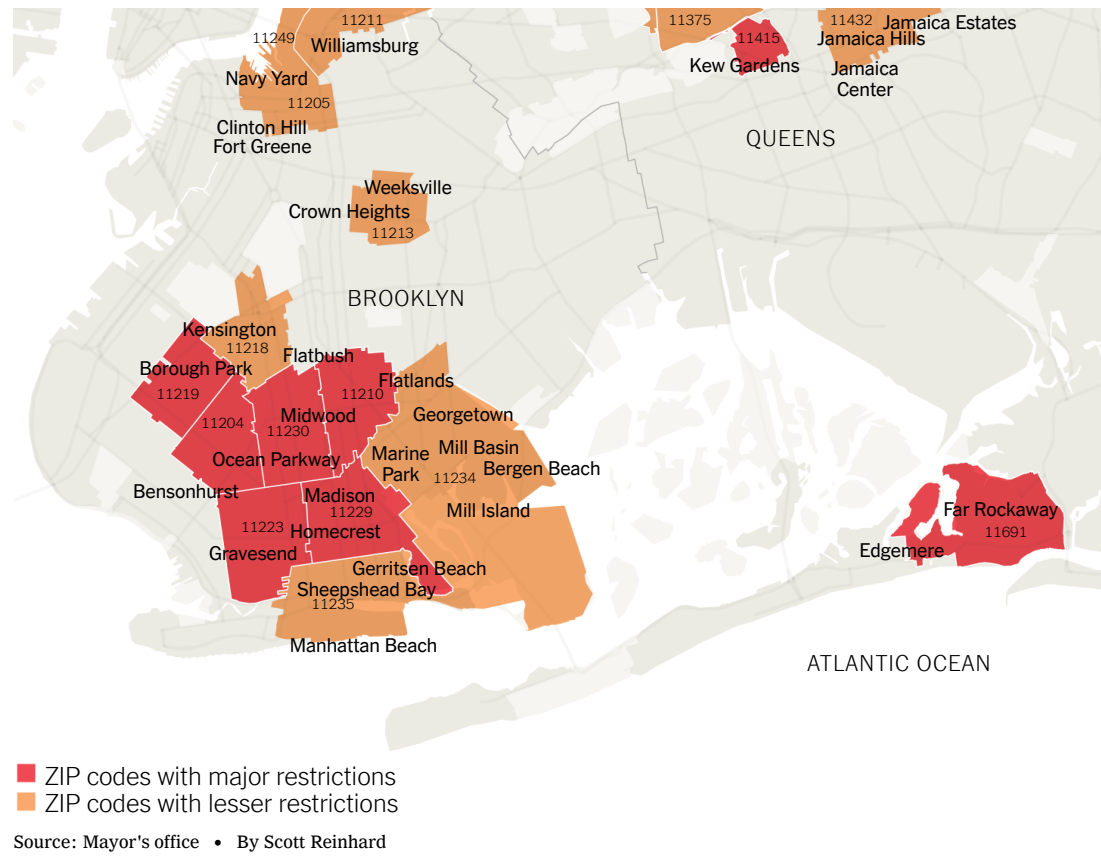 11211
11249
Williamsburg
Navy Yard
11205
Clinton Hill
Fort Greene
11375
11415
Kew Gardens
11432
Jamaica Estates
Jamaica Hills
Jamaica
Center
QUEENS
Weeksville
Crown Heights
11213
BROOKLYN
Kensington
11218
Flatbush
Borough Park
11219
11210
Flatlands
11204
Midwood
11230
Georgetown
Ocean Parkway
Marine
Park
Mill Basin
11234
Bergen Beach
Bensonhurst
Madison
11229
Mill Island
11223
Homecrest
Gravesend
Far Rockaway
11691
Edgemere
Gerritsen Beach
Sheepshead Bay
11235
Manhattan Beach
ATLANTIC OCEAN
ZIP codes with major restrictions
ZIP codes with lesser restrictions
Source: Mayor's office • By Scott Reinhard